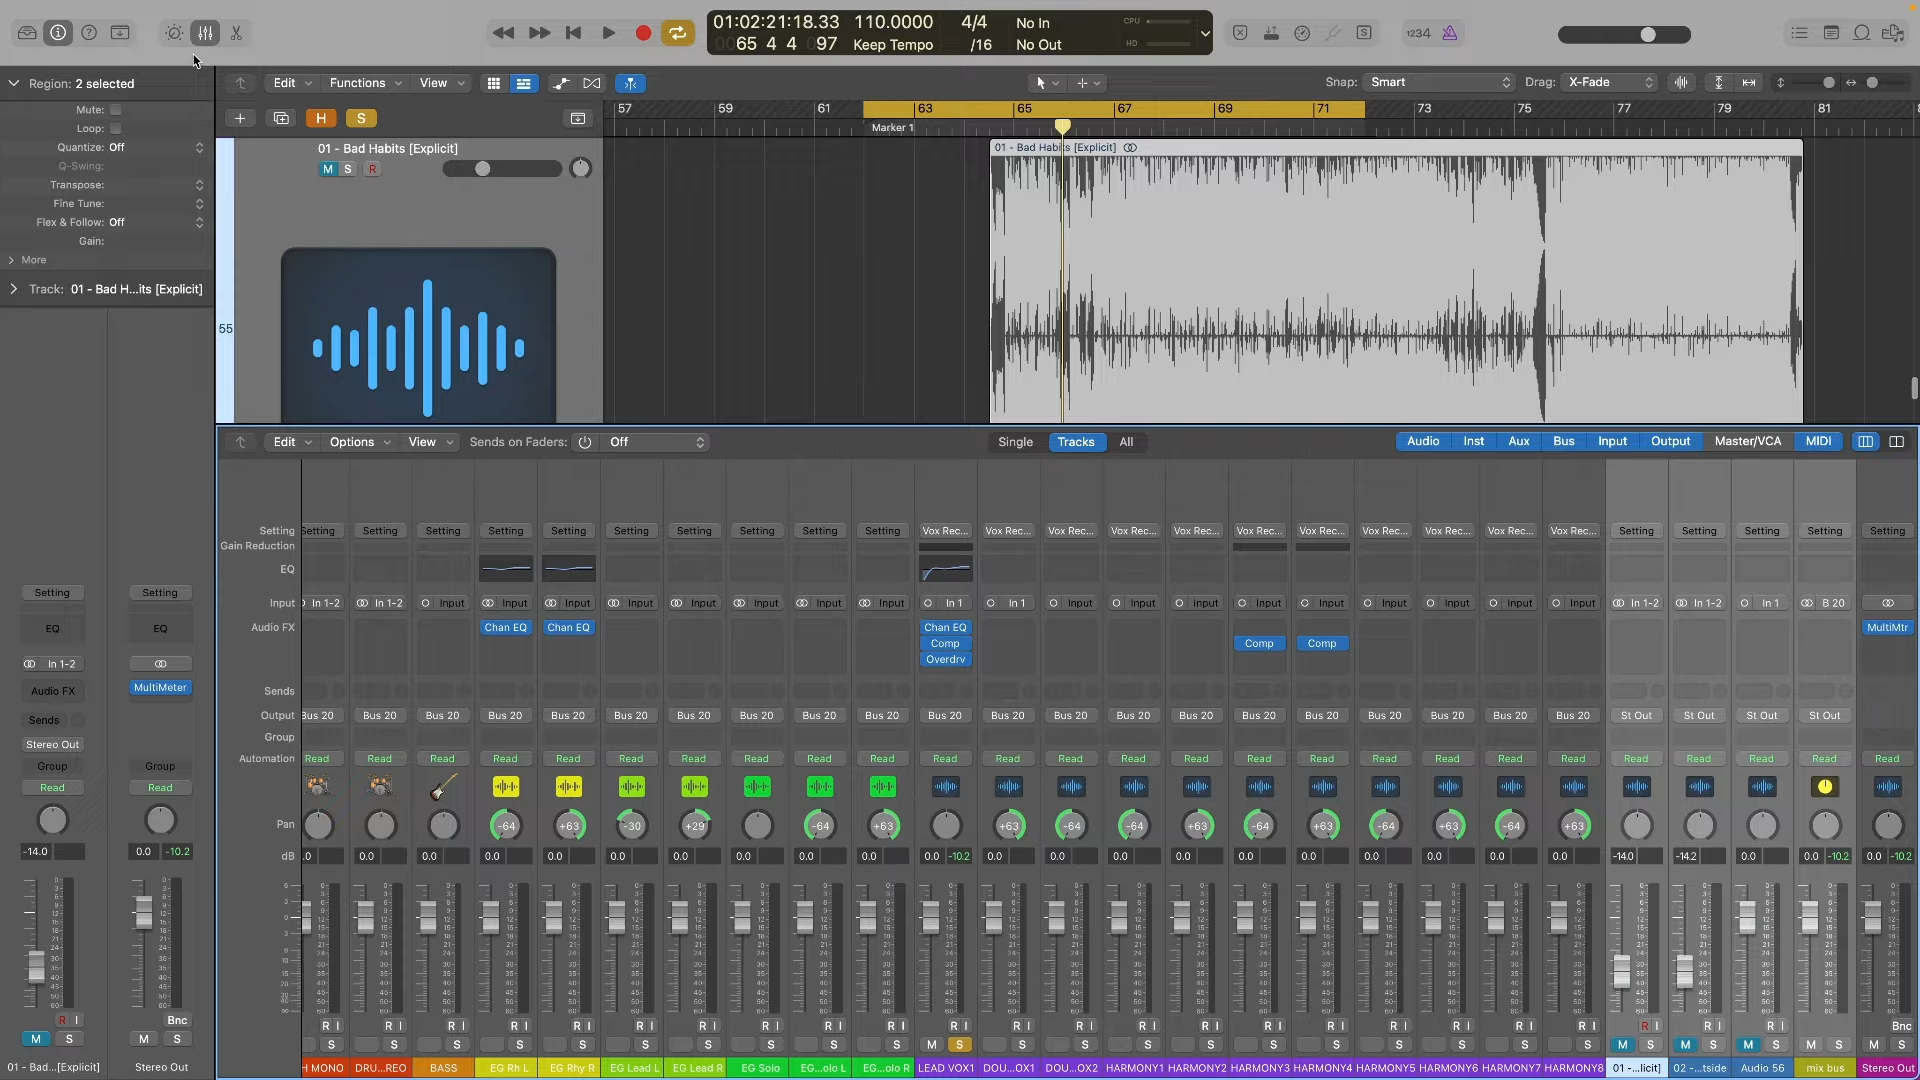 01:02:21:18.33 110.0000 4/4 No In CPU
0065 4 4 097 Keep Tempo /16 No Out HD
1234
Region: 2 selected
Mute:
Loop:
Quantize: Off
Q-Swing:
Transpose:
Fine Tune:
Flex & Follow: Off
Gain:
More
Track: 01 - Bad H...its [Explicit]
Edit Functions View Snap: Smart Drag: X-Fade
H S
57 59 61 63 65 67 69 71 73 75 77 79 81
Marker 1
01 - Bad Habits [Explicit]
M S R
55
01 - Bad Habits [Explicit]
Edit Options View Sends on Faders: Off Single Tracks All Audio Inst Aux Bus Input Output Master/VCA MIDI
Setting Setting Setting Setting Setting Setting Setting Setting Setting Setting Setting Vox Rec... Vox Rec... Vox Rec... Vox Rec... Vox Rec... Vox Rec... Vox Rec... Vox Rec... Vox Rec... Vox Rec... Vox Rec... Setting Setting Setting Setting Setting
Gain Reduction
EQ
Input In 1-2 In 1-2 Input Input Input Input Input Input Input Input In 1 In 1 Input Input Input Input Input Input Input Input Input In 1-2 In 1-2 In 1 B 20
Audio FX Chan EQ Chan EQ Chan EQ MultiMtr
Comp Comp Comp
Overdrv
Sends
Output Bus 20 Bus 20 Bus 20 Bus 20 Bus 20 Bus 20 Bus 20 Bus 20 Bus 20 Bus 20 Bus 20 Bus 20 Bus 20 Bus 20 Bus 20 Bus 20 Bus 20 Bus 20 Bus 20 Bus 20 Bus 20 St Out St Out St Out St Out
Group
Automation Read Read Read Read Read Read Read Read Read Read Read Read Read Read Read Read Read Read Read Read Read Read Read Read Read Read
Pan -64 +63 -30 +29 -64 +63 +63 -64 -64 +63 -64 +63 -64 +63 -64 +63
dB .0 0.0 0.0 0.0 0.0 0.0 0.0 0.0 0.0 0.0 0.0 -10.2 0.0 0.0 0.0 0.0 0.0 0.0 0.0 0.0 0.0 0.0 -14.0 -14.2 0.0 0.0 -10.2 0.0 -10.2
Setting Setting
EQ EQ
In 1-2
Audio FX MultiMeter
Sends
Stereo Out
Group Group
Read Read
-14.0 0.0 -10.2
R I Bnc
M S M S
01 - Bad...[Explicit] Stereo Out
R I R I R I R I R I R I R I R I R I R I R I R I R I R I R I R I R I R I R I R I R I R I R I R I Bnc
S S S S S S S S S S M S S S S S S S S S S S M S M S M S M S M S
H MONO DRU...REO BASS EG Rh L EG Rhy R EG Lead L EG Lead R EG Solo EG...olo L EG...olo R LEAD VOX1 DOU...OX1 DOU...OX2 HARMONY1 HARMONY2 HARMONY3 HARMONY4 HARMONY5 HARMONY6 HARMONY7 HARMONY8 01 -...licit] 02 -...tside Audio 56 mix bus Stereo Out